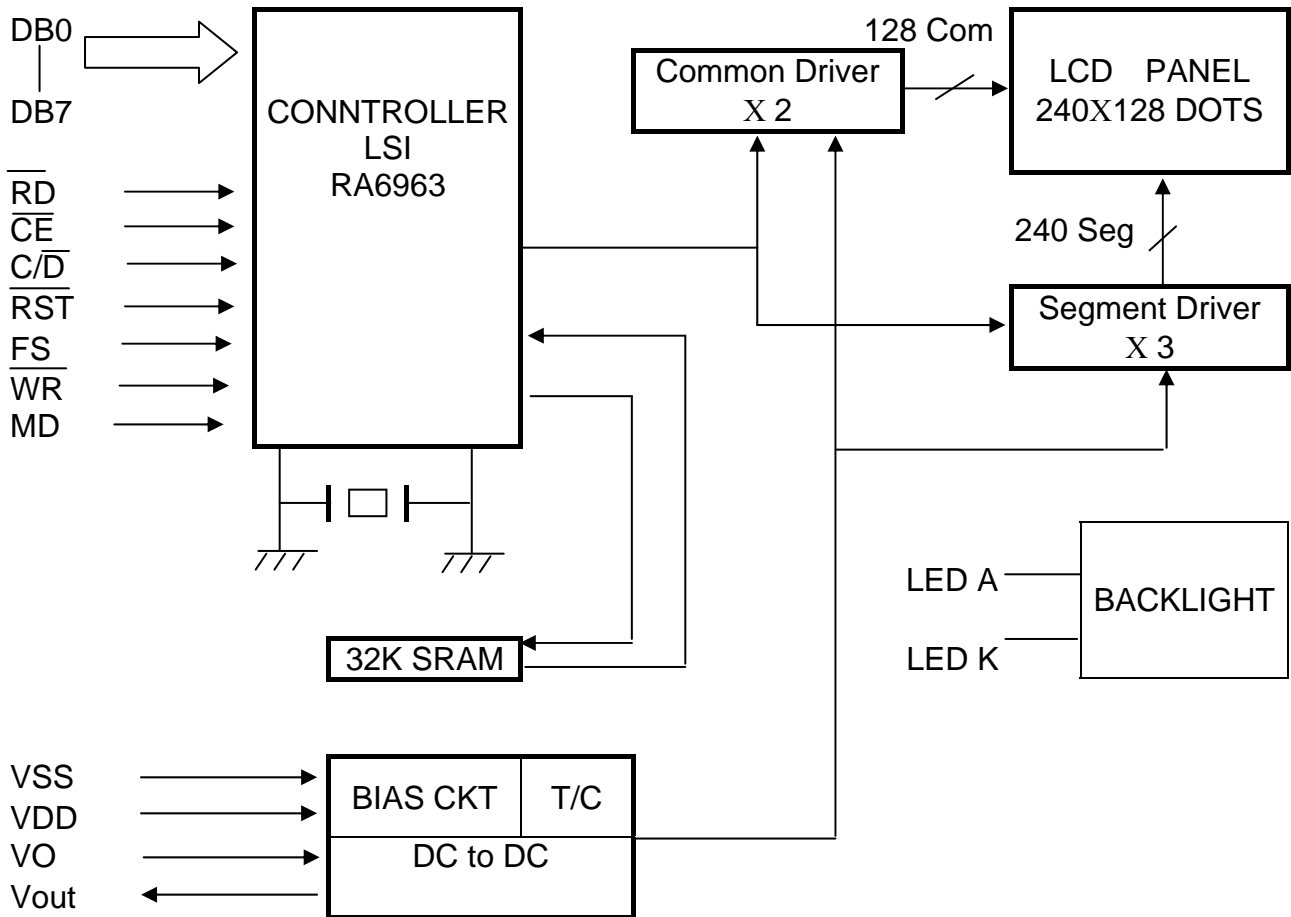 DB0
DB7
RD
CE
C/D
RST
FS
WR
MD
CONNTROLLER
LSI
RA6963
128 Com
Common Driver
X 2
LCD PANEL
240X128 DOTS
240 Seg
Segment Driver
X 3
32K SRAM
LED A
LED K
BACKLIGHT
VSS
VDD
VO
Vout
BIAS CKT
T/C
DC to DC